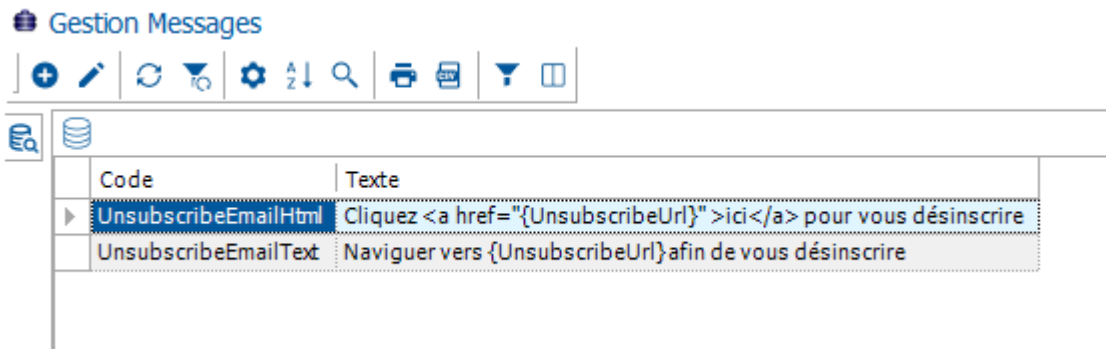 Gestion Messages
Code Texte
UnsubscribeEmailHtml Cliquez <a href="{UnsubscribeUrl}" >ici</a> pour vous désinscrire
UnsubscribeEmailText Naviguer vers {UnsubscribeUrl}afin de vous désinscrire